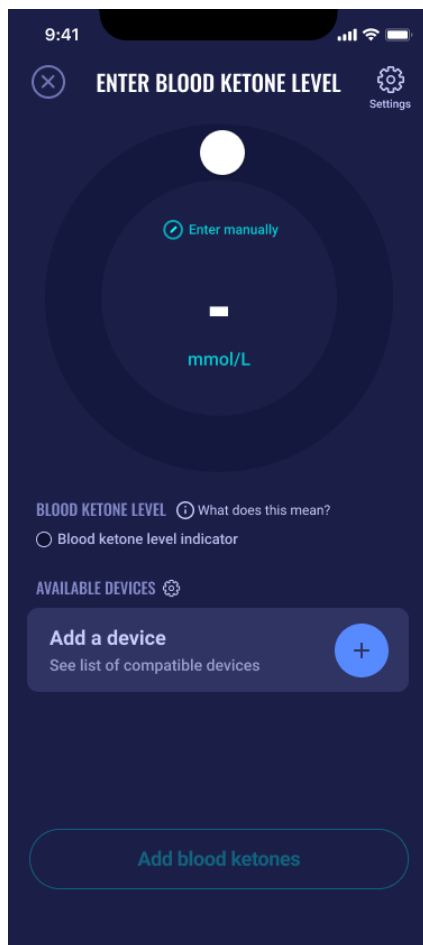 9:41
ENTER BLOOD KETONE LEVEL
Settings
Enter manually
-
mmol/L
BLOOD KETONE LEVEL What does this mean?
Blood ketone level indicator
AVAILABLE DEVICES
Add a device
See list of compatible devices
Add blood ketones